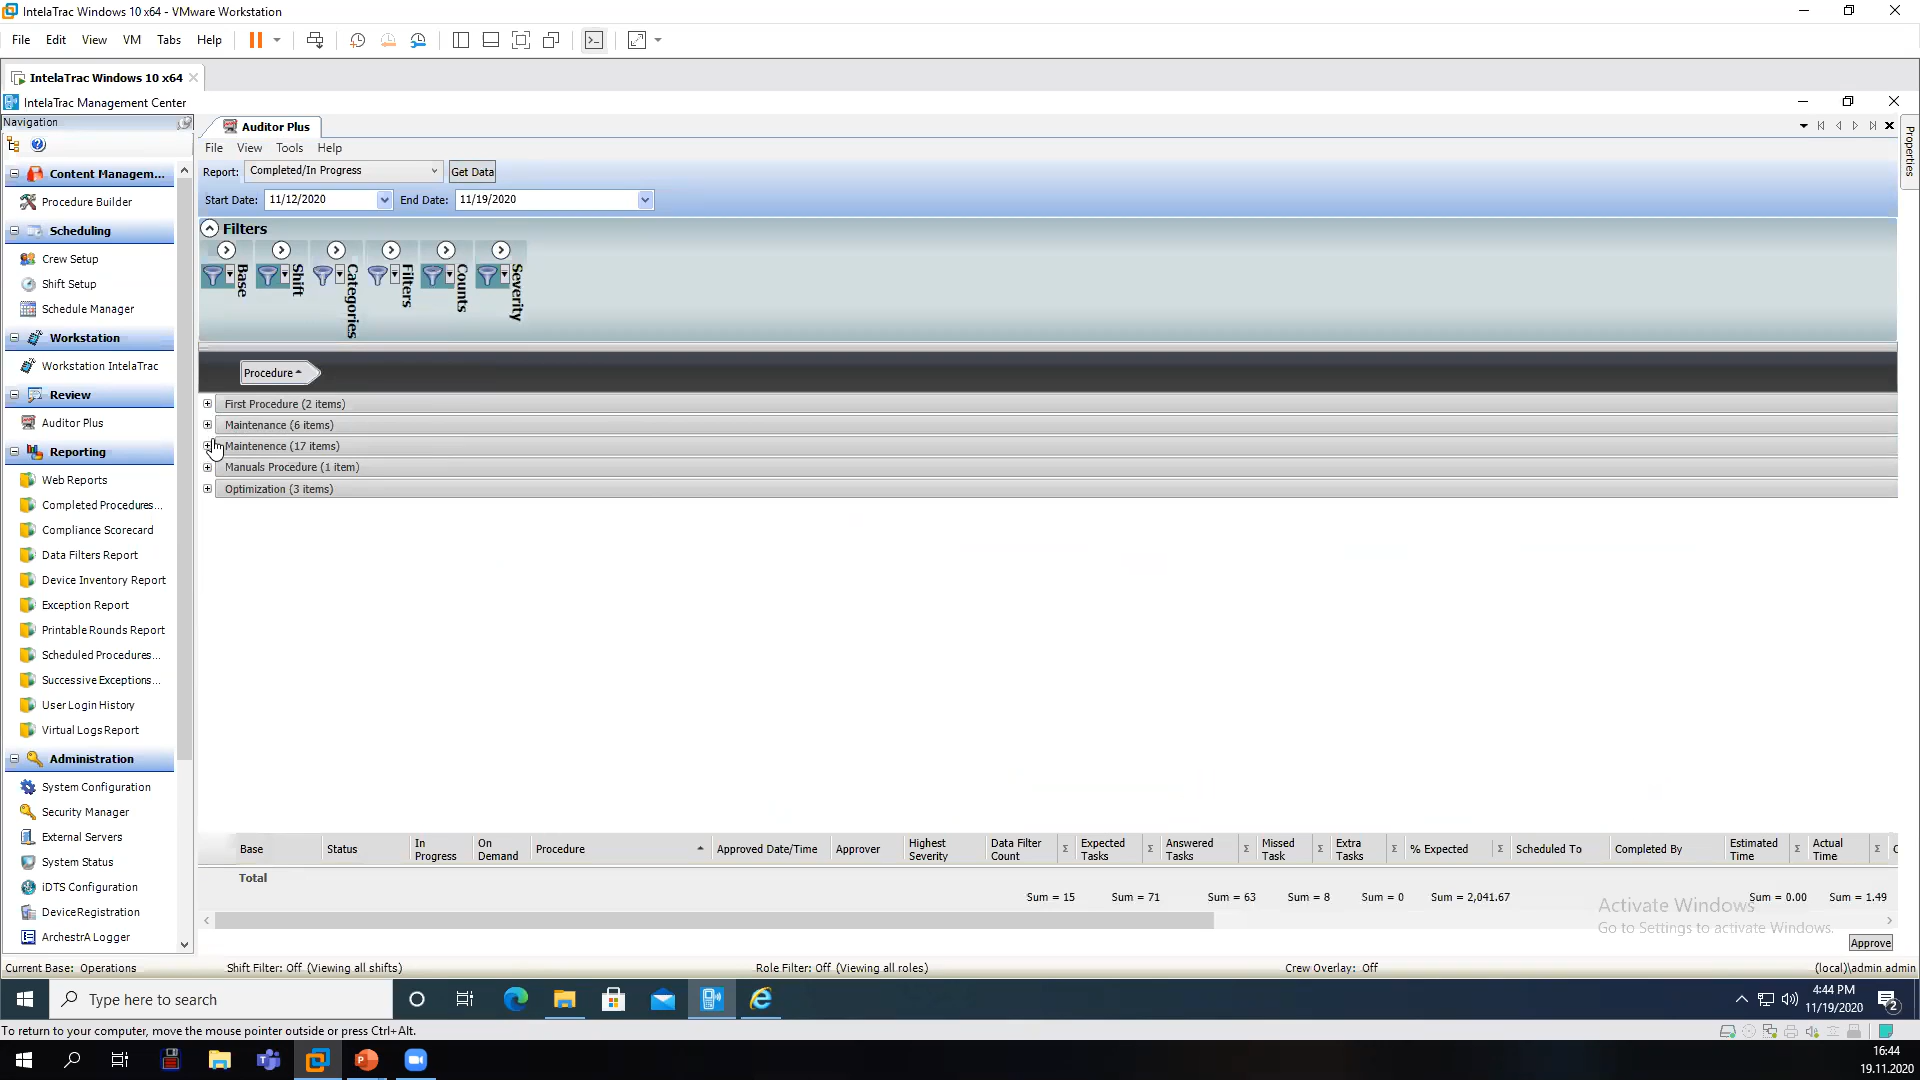 IntelaTrac Windows 10 x64 - VMware Workstation
File Edit View VM Tabs Help
IntelaTrac Windows 10 x64
IntelaTrac Management Center
Navigation
Auditor Plus
Properties
File View Tools Help
Report: Completed/In Progress Get Data
Start Date: 11/12/2020 End Date: 11/19/2020
Filters
Base
Shift
Categories
Filters
Counts
Severity
Procedure
First Procedure (2 items)
Maintenance (6 items)
Maintenence (17 items)
Manuals Procedure (1 item)
Optimization (3 items)
Content Managem...
Procedure Builder
Scheduling
Crew Setup
Shift Setup
Schedule Manager
Workstation
Workstation IntelaTrac
Review
Auditor Plus
Reporting
Web Reports
Completed Procedures...
Compliance Scorecard
Data Filters Report
Device Inventory Report
Exception Report
Printable Rounds Report
Scheduled Procedures...
Successive Exceptions...
User Login History
Virtual Logs Report
Administration
System Configuration
Security Manager
External Servers
System Status
iDTS Configuration
DeviceRegistration
ArchestrA Logger
Base Status In Progress On Demand Procedure Approved Date/Time Approver Highest Severity Data Filter Count Σ Expected Tasks Σ Answered Tasks Σ Missed Task Σ Extra Tasks Σ % Expected Σ Scheduled To Completed By Estimated Time Σ Actual Time Σ
Total
Sum = 15 Sum = 71 Sum = 63 Sum = 8 Sum = 0 Sum = 2,041.67 Sum = 0.00 Sum = 1.49
Activate Windows
Go to Settings to activate Windows.
Approve
Current Base: Operations Shift Filter: Off (Viewing all shifts) Role Filter: Off (Viewing all roles) Crew Overlay: Off (local)\admin admin
Type here to search
4:44 PM
11/19/2020
2
To return to your computer, move the mouse pointer outside or press Ctrl+Alt.
16:44
19.11.2020